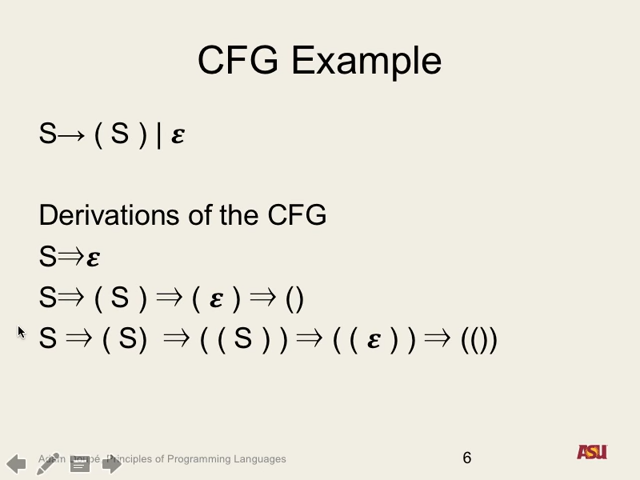 CFG Example
S→ ( S ) | ε
Derivations of the CFG
S⇒ε
S⇒ ( S ) ⇒ ( ε ) ⇒ ()
S ⇒ ( S) ⇒ ( ( S ) ) ⇒ ( ( ε ) ) ⇒ (())
Principles of Programming Languages
6
ASU